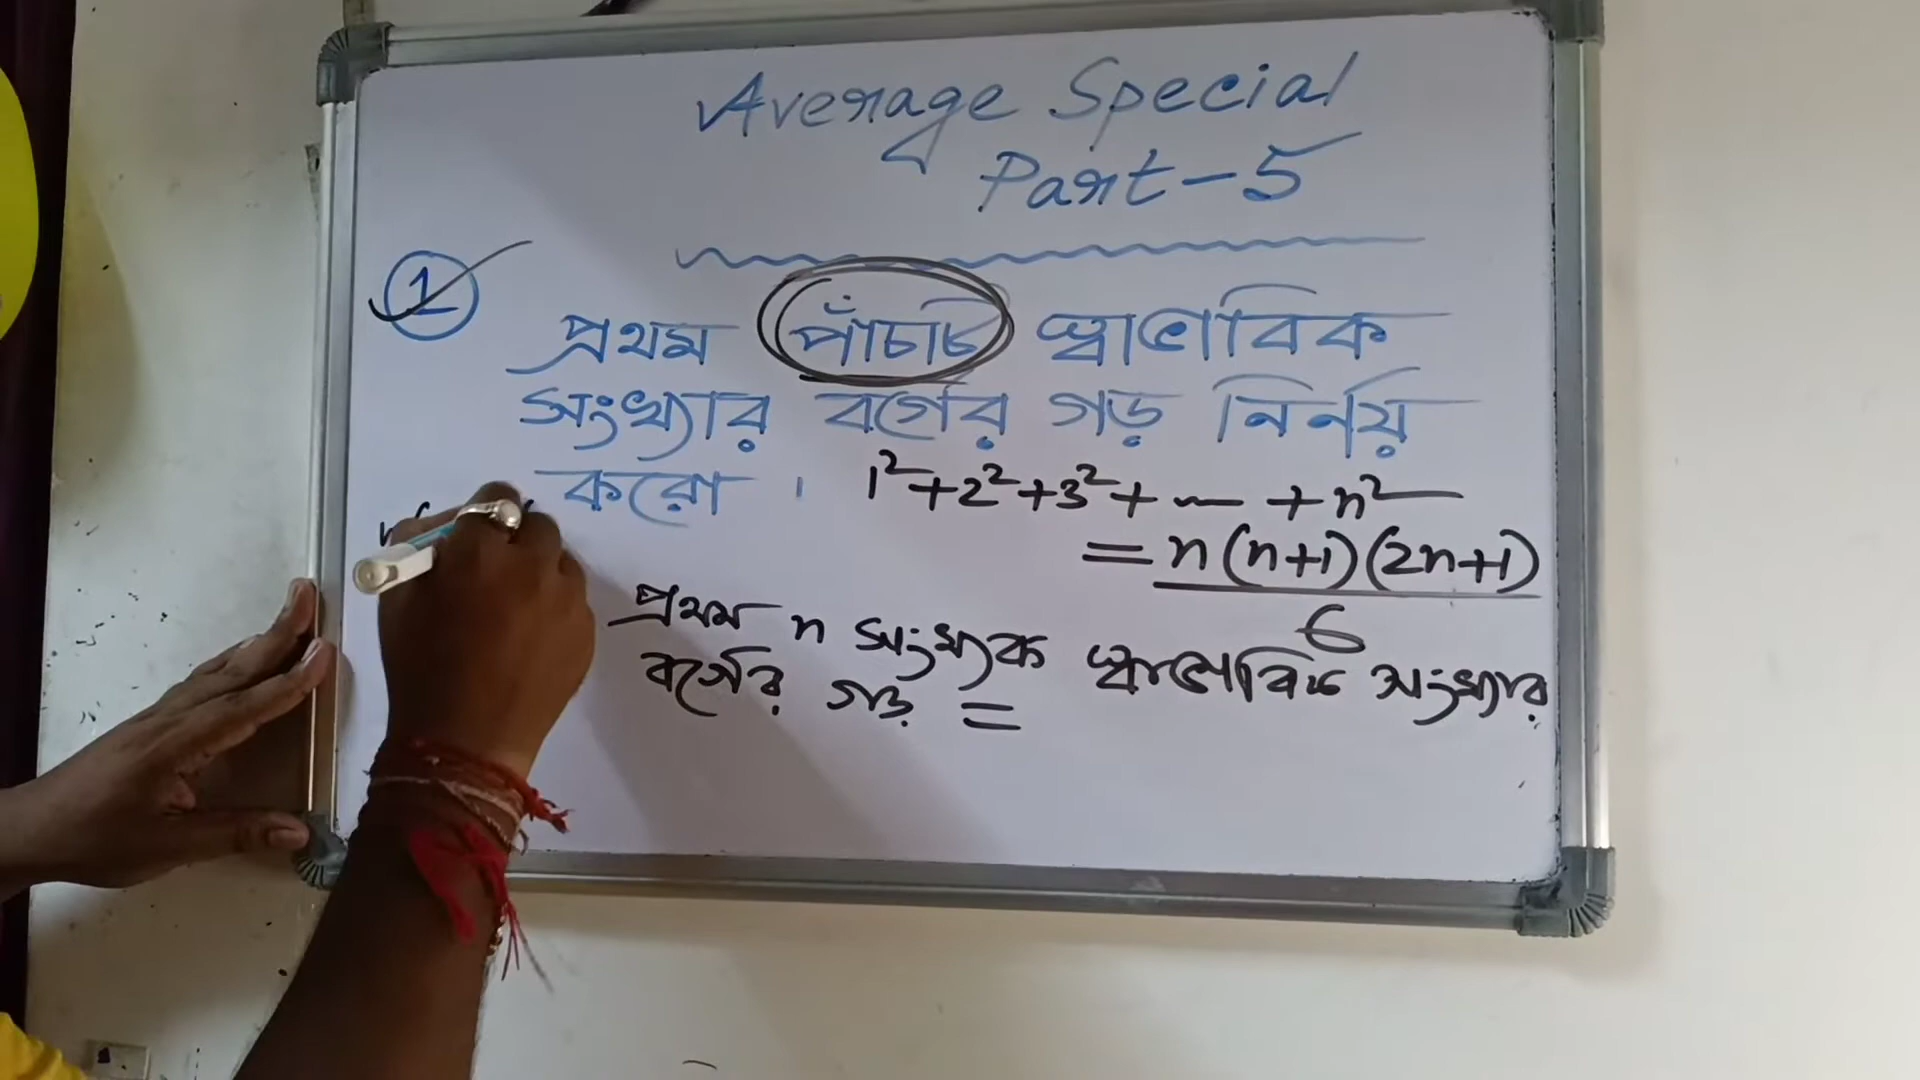 Average Special
Part-5
1 প্রথম পাঁচটি স্বাভাবিক
সংখ্যার বর্গের গড় নির্ণয়
করো। 1²+2²+3²+ --- +n²
= n(n+1)(2n+1)
6
প্রথম n সংখ্যক স্বাভাবিক সংখ্যার
বর্গের গড় =